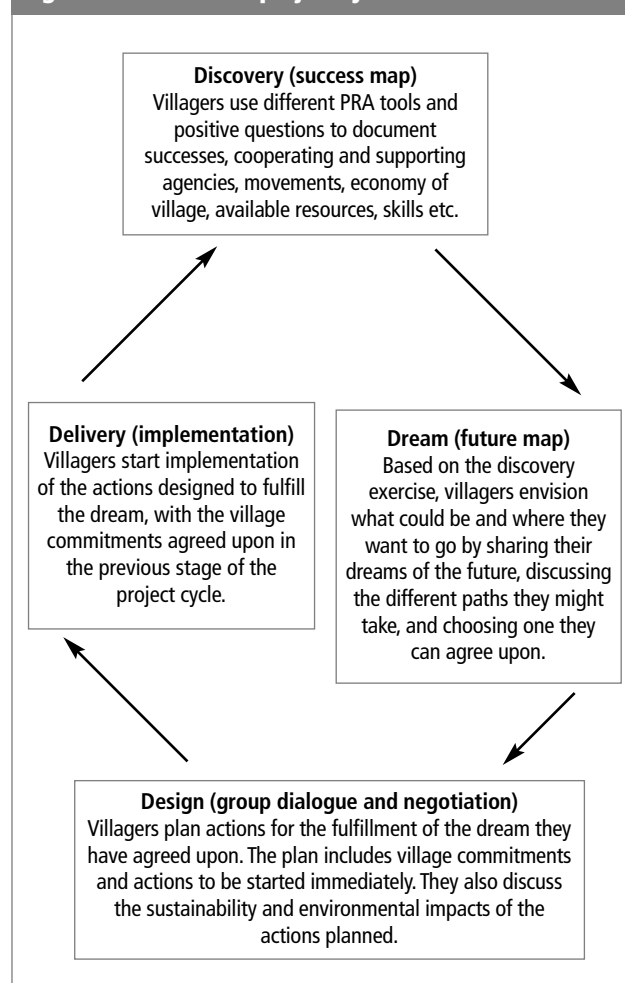 Discovery (success map)
Villagers use different PRA tools and
positive questions to document
successes, cooperating and supporting
agencies, movements, economy of
village, available resources, skills etc.
Delivery (implementation)
Villagers start implementation
of the actions designed to fulfill
the dream, with the village
commitments agreed upon in
the previous stage of the
project cycle.
Dream (future map)
Based on the discovery
exercise, villagers envision
what could be and where they
want to go by sharing their
dreams of the future, discussing
the different paths they might
take, and choosing one they
can agree upon.
Design (group dialogue and negotiation)
Villagers plan actions for the fulfillment of the dream they
have agreed upon. The plan includes village commitments
and actions to be started immediately. They also discuss
the sustainability and environmental impacts of the
actions planned.